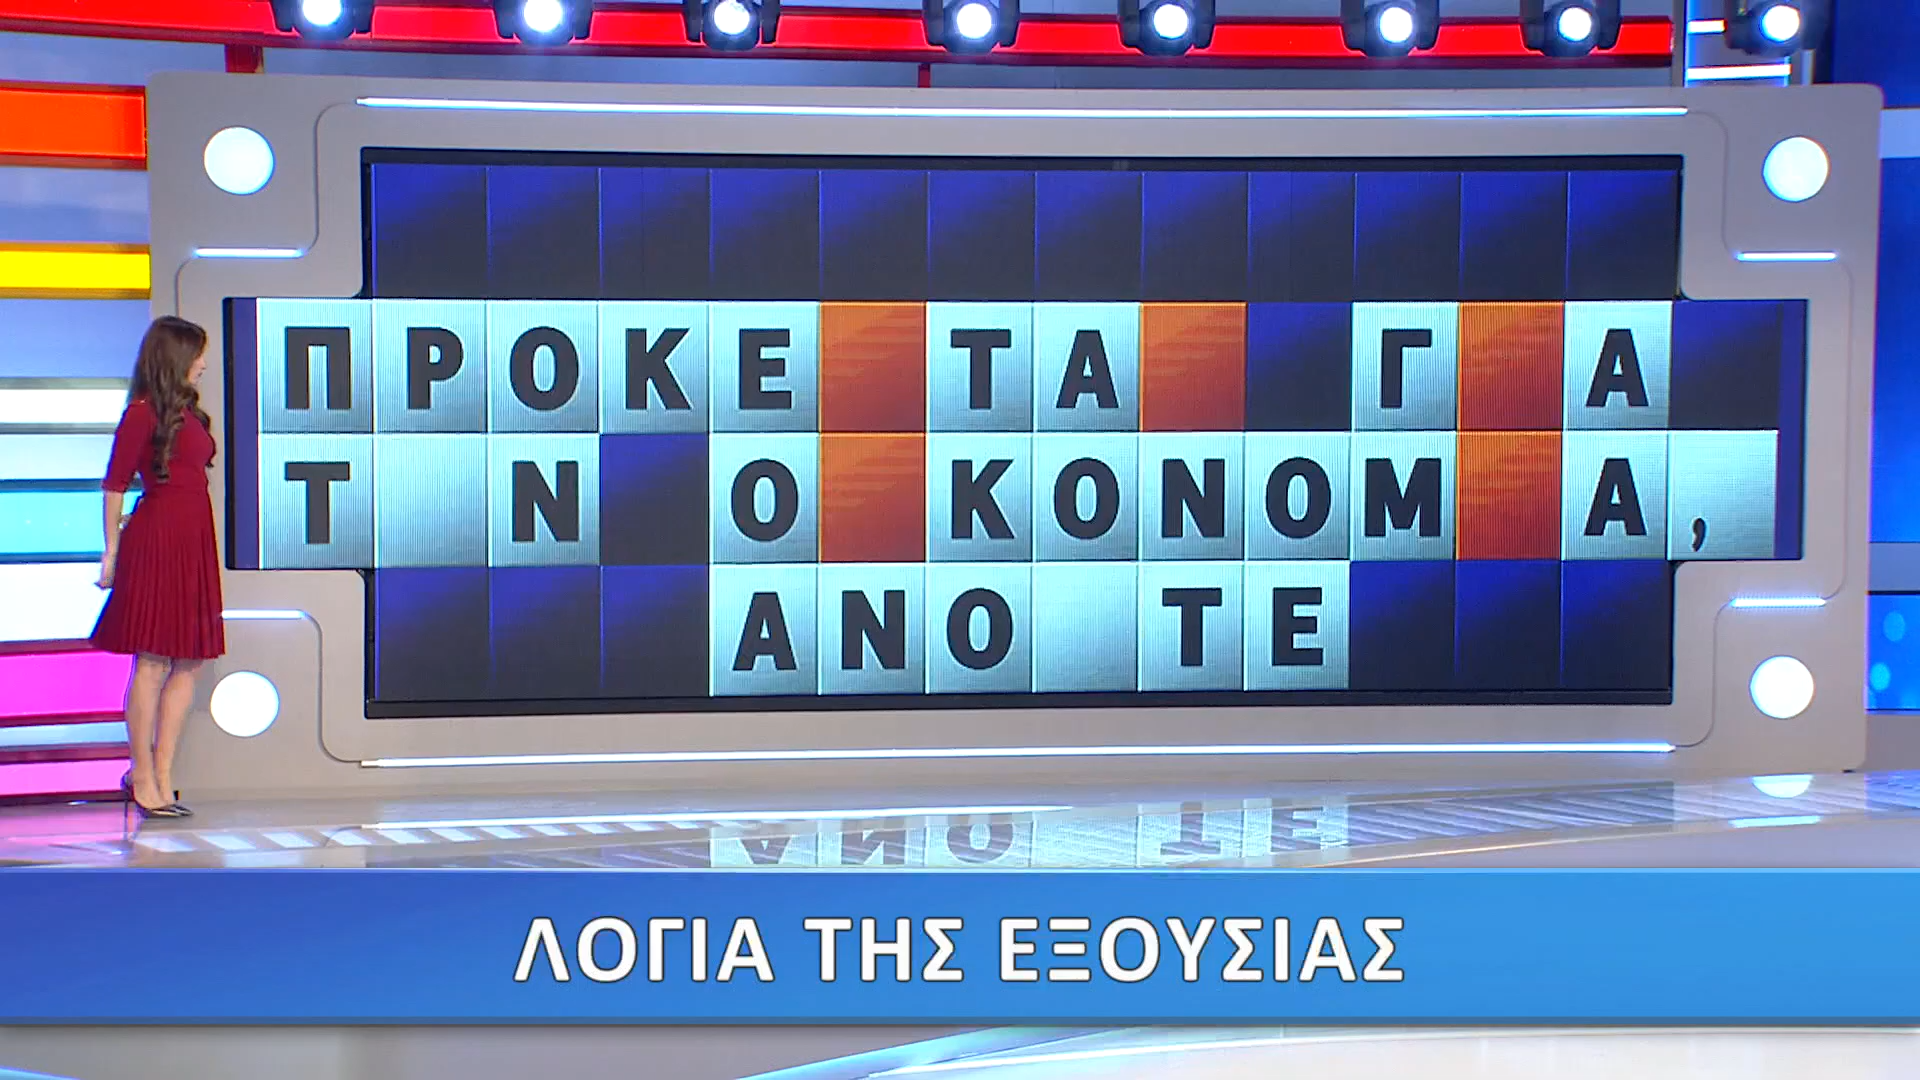 ΠΡΟΚΕ ΤΑ Γ Α
Τ Ν Ο ΚΟΝΟΜ Α,
ΑΝΟ ΤΕ
ΛΟΓΙΑ ΤΗΣ ΕΞΟΥΣΙΑΣ